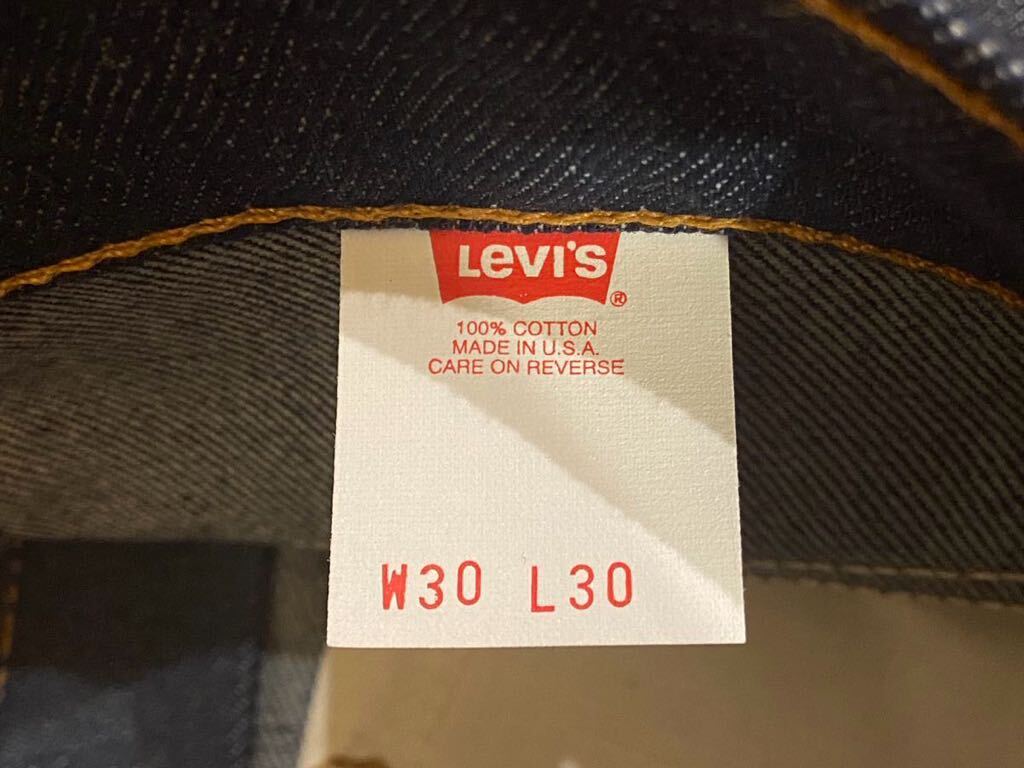 LEVI'S®
100% COTTON
MADE IN U.S.A.
CARE ON REVERSE
W30 L30